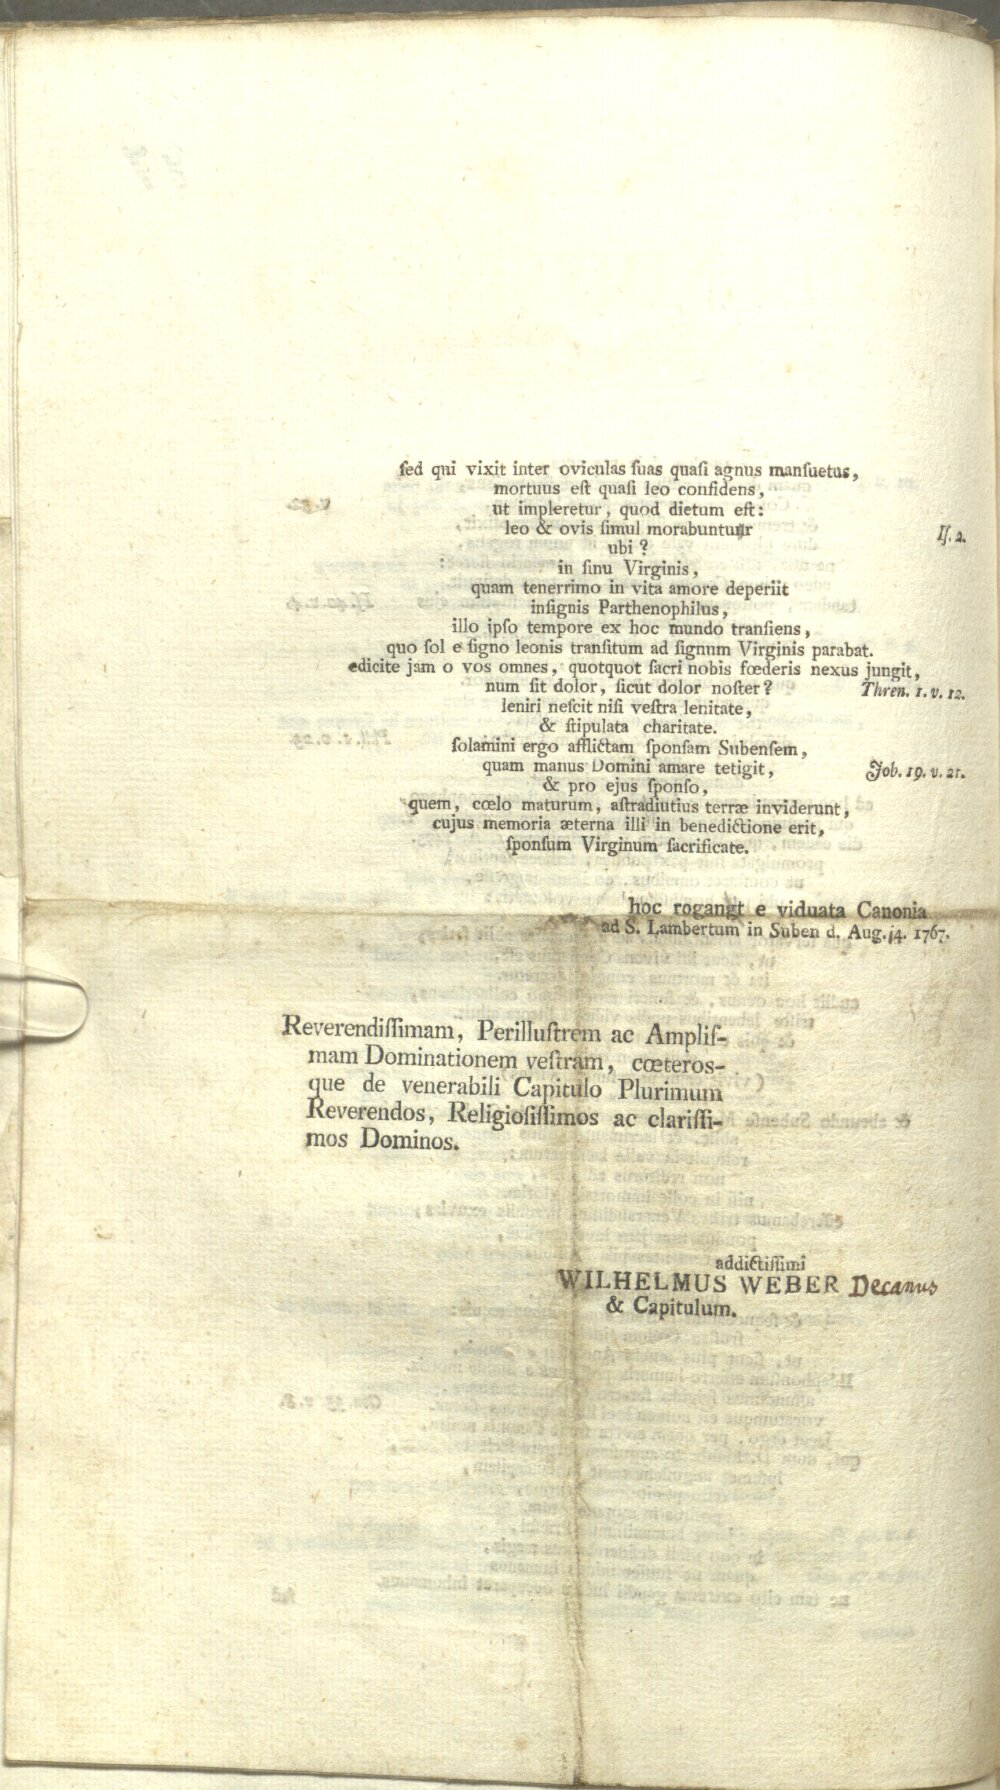 ſed qui vixit inter oviculas ſuas quaſi agnus manſuetus,
mortuus eſt quaſi leo confidens,
ut impleretur, quod dictum eſt:
leo & ovis ſimul morabuntur Iſ. 2.
ubi ?
in ſinu Virginis,
quam tenerrimo in vita amore deperiit
inſignis Parthenophilus,
illo ipſo tempore ex hoc mundo tranſiens,
quo ſol e ſigno leonis tranſitum ad ſignum Virginis parabat.
edicite jam o vos omnes, quotquot ſacri nobis fœderis nexus jungit,
num ſit dolor, ſicut dolor noſter? Thren. 1. v. 12.
leniri neſcit niſi veſtra lenitate,
& ſtipulata charitate.
ſolamini ergo afflictam ſponſam Subenſem,
quam manus Domini amare tetigit, Job. 19. v. 21.
& pro ejus ſponſo,
quem, cœlo maturum, aſtra diutius terræ inviderunt,
cujus memoria æterna illi in benedictione erit,
ſponſum Virginum ſacrificate.
hoc rogant e viduata Canonia
ad S. Lambertum in Suben d. Aug. 14. 1767.
Reverendiſſimam, Perilluſtrem ac Ampliſ-
mam Dominationem veſtram, cœteros-
que de venerabili Capitulo Plurimum
Reverendos, Religioſiſſimos ac clariſſi-
mos Dominos.
addictiſſimi
WILHELMUS WEBER Decanus
& Capitulum.